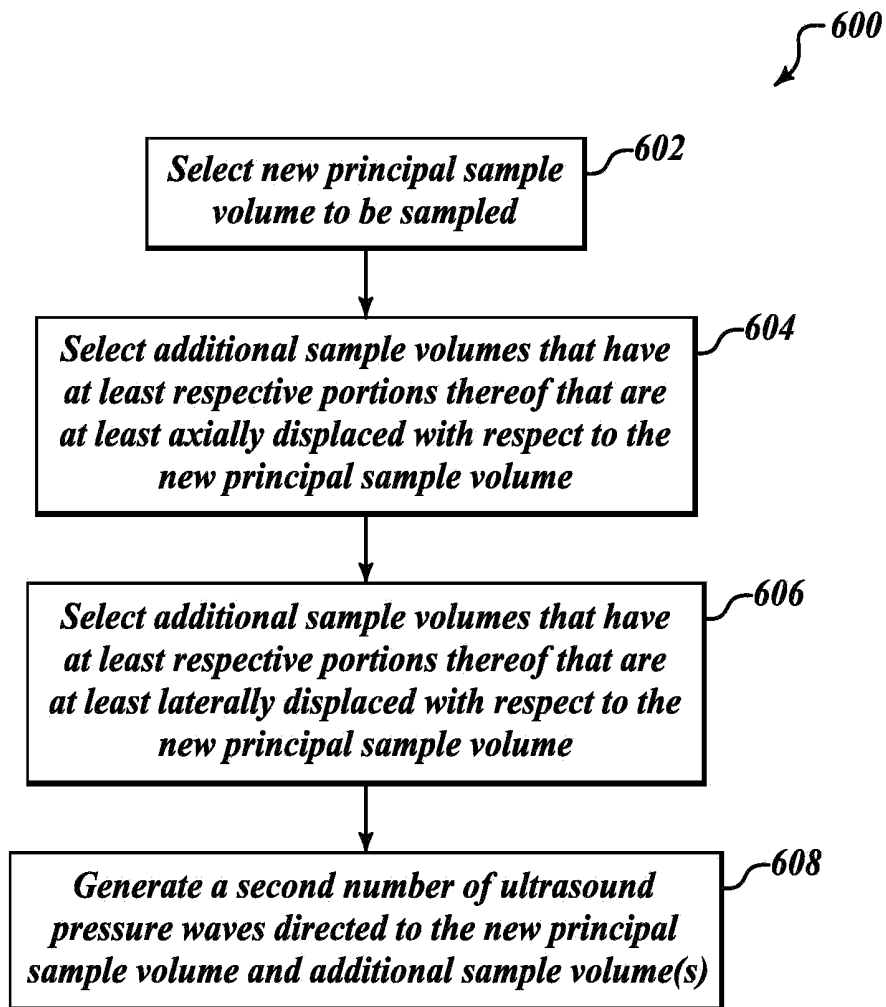 600
602
Select new principal sample
volume to be sampled
604
Select additional sample volumes that have
at least respective portions thereof that are
at least axially displaced with respect to the
new principal sample volume
606
Select additional sample volumes that have
at least respective portions thereof that are
at least laterally displaced with respect to the
new principal sample volume
608
Generate a second number of ultrasound
pressure waves directed to the new principal
sample volume and additional sample volume(s)